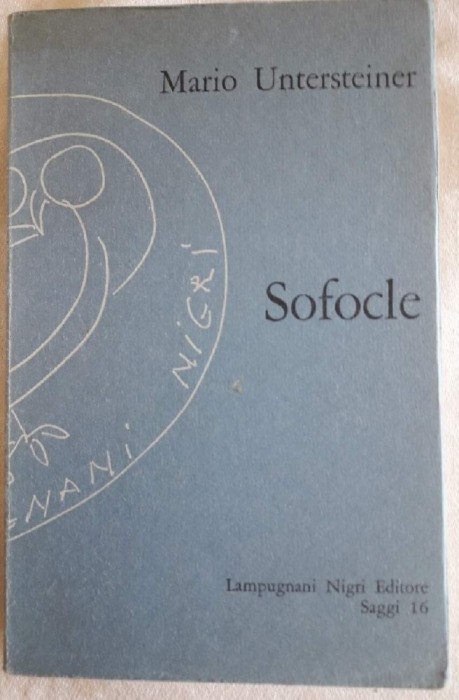 Mario Untersteiner
Sofocle
GNANI NIGRI
Lampugnani Nigri Editore
Saggi 16